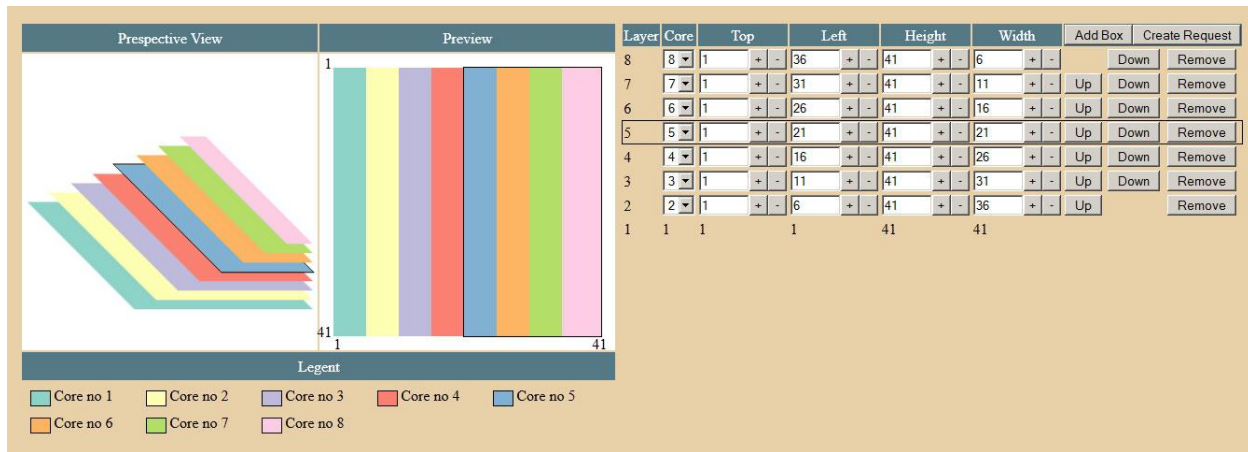 Prespective View Preview
1
41
1 41
Legent
Core no 1 Core no 2 Core no 3 Core no 4 Core no 5
Core no 6 Core no 7 Core no 8
Layer Core Top Left Height Width Add Box Create Request
8 8 1 + - 36 + - 41 + - 6 + - Down Remove
7 7 1 + - 31 + - 41 + - 11 + - Up Down Remove
6 6 1 + - 26 + - 41 + - 16 + - Up Down Remove
5 5 1 + - 21 + - 41 + - 21 + - Up Down Remove
4 4 1 + - 16 + - 41 + - 26 + - Up Down Remove
3 3 1 + - 11 + - 41 + - 31 + - Up Down Remove
2 2 1 + - 6 + - 41 + - 36 + - Up Remove
1 1 1 1 41 41